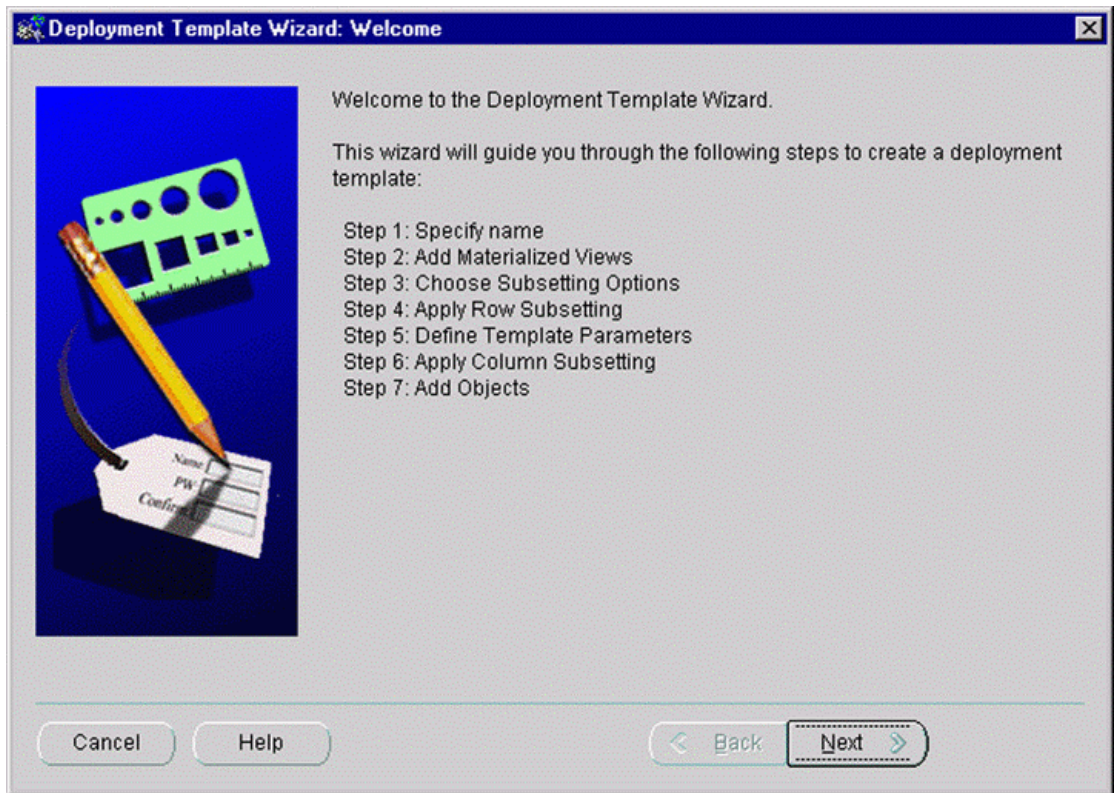 Deployment Template Wizard: Welcome
Welcome to the Deployment Template Wizard.
This wizard will guide you through the following steps to create a deployment
template:
Step 1: Specify name
Step 2: Add Materialized Views
Step 3: Choose Subsetting Options
Step 4: Apply Row Subsetting
Step 5: Define Template Parameters
Step 6: Apply Column Subsetting
Step 7: Add Objects
Name
PW
Confirm
Cancel
Help
Back
Next